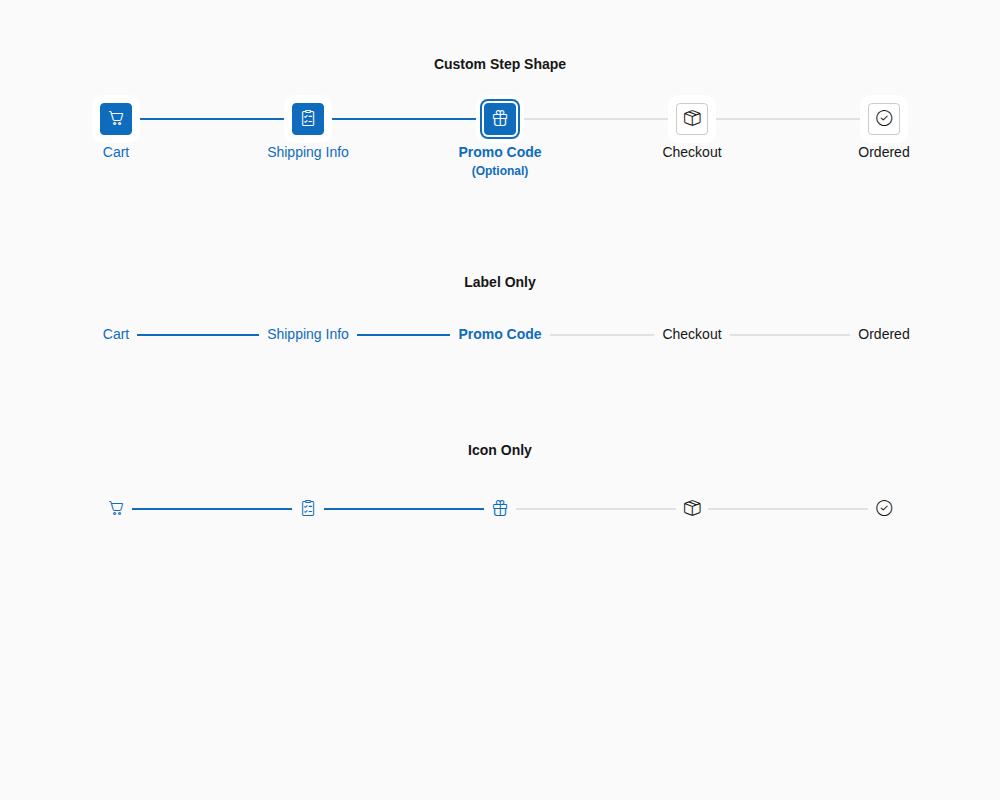 Custom Step Shape
Cart Shipping Info Promo Code Checkout Ordered
(Optional)
Label Only
Cart Shipping Info Promo Code Checkout Ordered
Icon Only